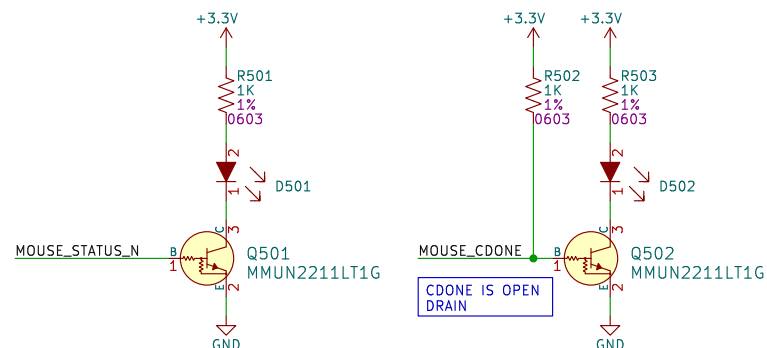 +3.3V
R501
1K
1%
0603
2
1
D501
MOUSE_STATUS_N
B
1
C
3
E
2
Q501
MMUN2211LT1G
GND
+3.3V
R502
1K
1%
0603
+3.3V
R503
1K
1%
0603
2
1
D502
MOUSE_CDONE
B
1
C
3
E
2
Q502
MMUN2211LT1G
CDONE IS OPEN
DRAIN
GND